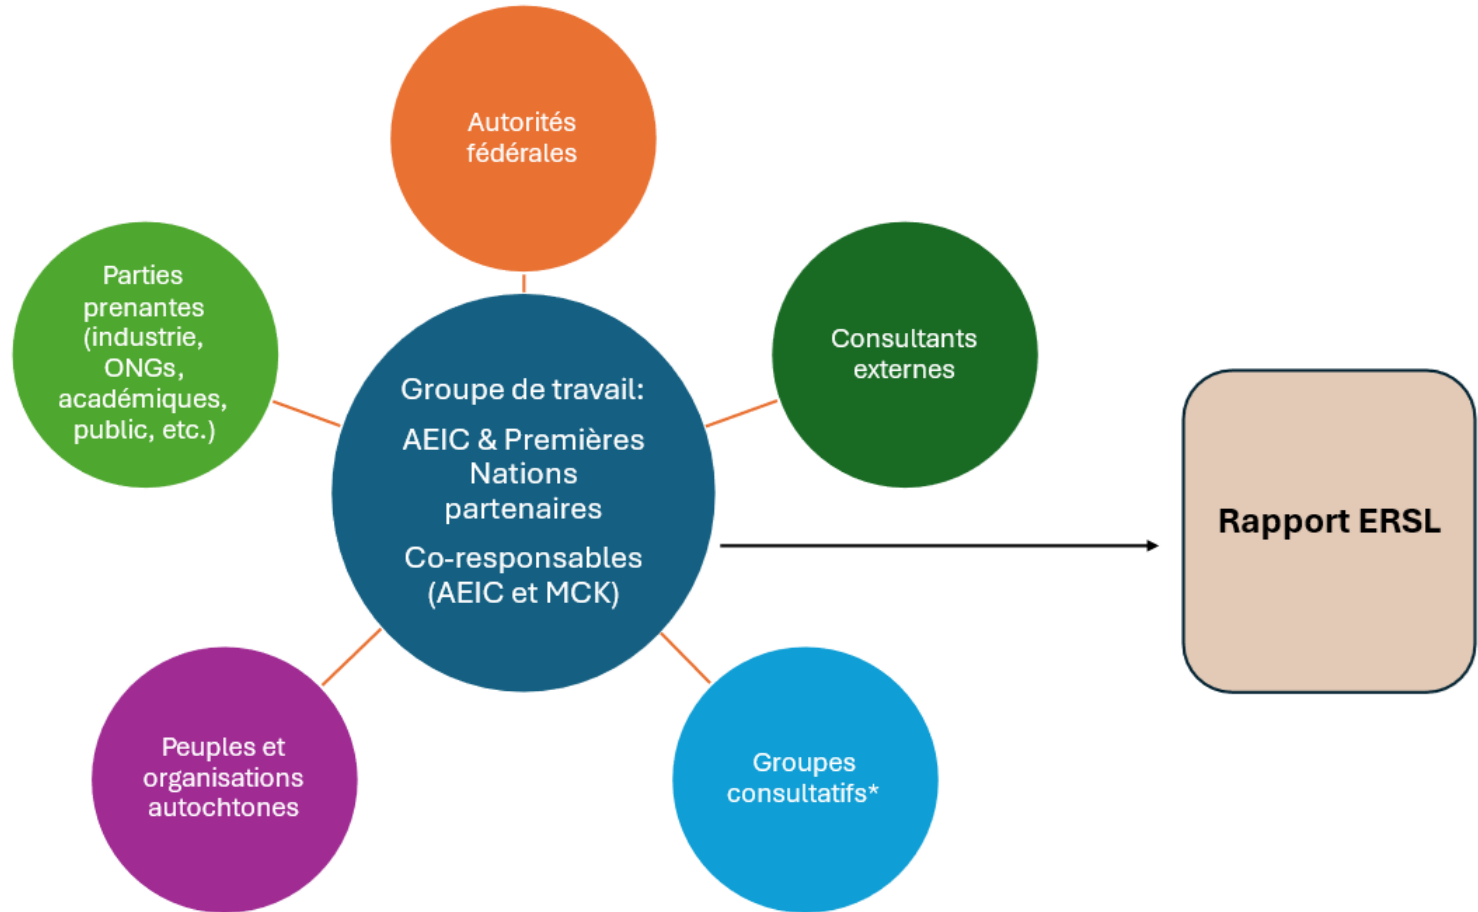 Autorités
fédérales
Parties
prenantes
(industrie,
ONGs,
académiques,
public, etc.)
Consultants
externes
Groupe de travail:
AEIC & Premières
Nations
partenaires
Co-responsables
(AEIC et MCK)
Rapport ERSL
Peuples et
organisations
autochtones
Groupes
consultatifs*